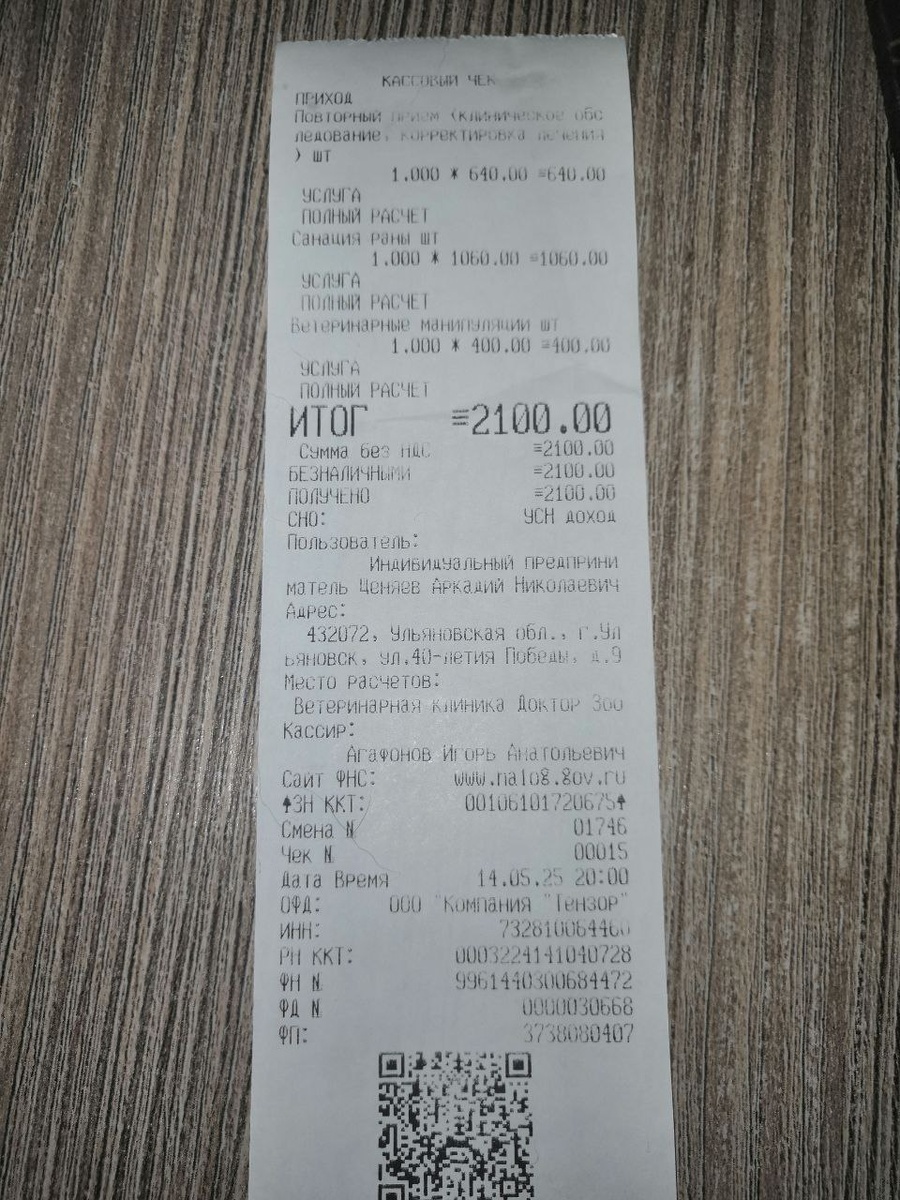 КАССОВЫЙ ЧЕК
ПРИХОД
Повторный прием (клиническое обс
ледование, корректировка лечения
) шт
1.000 * 640.00 =640.00
УСЛУГА
ПОЛНЫЙ РАСЧЕТ
Санация раны шт
1.000 * 1060.00 =1060.00
УСЛУГА
ПОЛНЫЙ РАСЧЕТ
Ветеринарные манипуляции шт
1.000 * 400.00 =400.00
УСЛУГА
ПОЛНЫЙ РАСЧЕТ
ИТОГ =2100.00
Сумма без НДС =2100.00
БЕЗНАЛИЧНЫМИ =2100.00
ПОЛУЧЕНО =2100.00
СНО: УСН доход
Пользователь:
Индивидуальный предприни
матель Ценяев Аркадий Николаевич
Адрес:
432072, Ульяновская обл., г.Ул
ьяновск, ул.40-летия Победы, д.9
Место расчетов:
Ветеринарная клиника Доктор Зоо
Кассир:
Агафонов Игорь Анатольевич
Сайт ФНС: www.nalog.gov.ru
ЗН ККТ: 00106101720675
Смена N 01746
Чек N 00015
Дата Время 14.05.25 20:00
ОФД: ООО "Компания "Тензор"
ИНН: 732810064460
РН ККТ: 0003224141040728
ФН N 9961440300684472
ФД N 0000030668
ФП: 3738080407